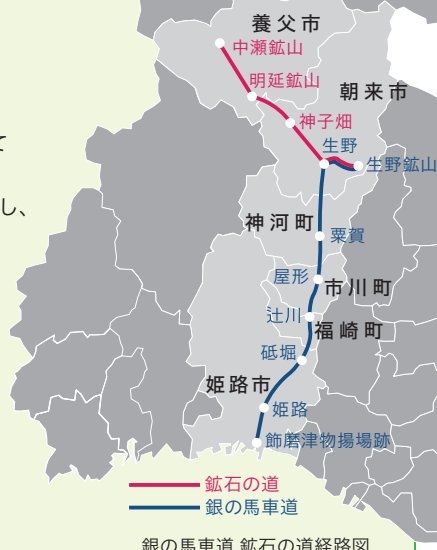 養父市
中瀬鉱山
明延鉱山
朝来市
て
神子畑
生野
生野鉱山
し、
神河町
粟賀
屋形
市川町
辻川
福崎町
砥堀
姫路市
姫路
飾磨津物揚場跡
鉱石の道
銀の馬車道
銀の馬車道 鉱石の道経路図